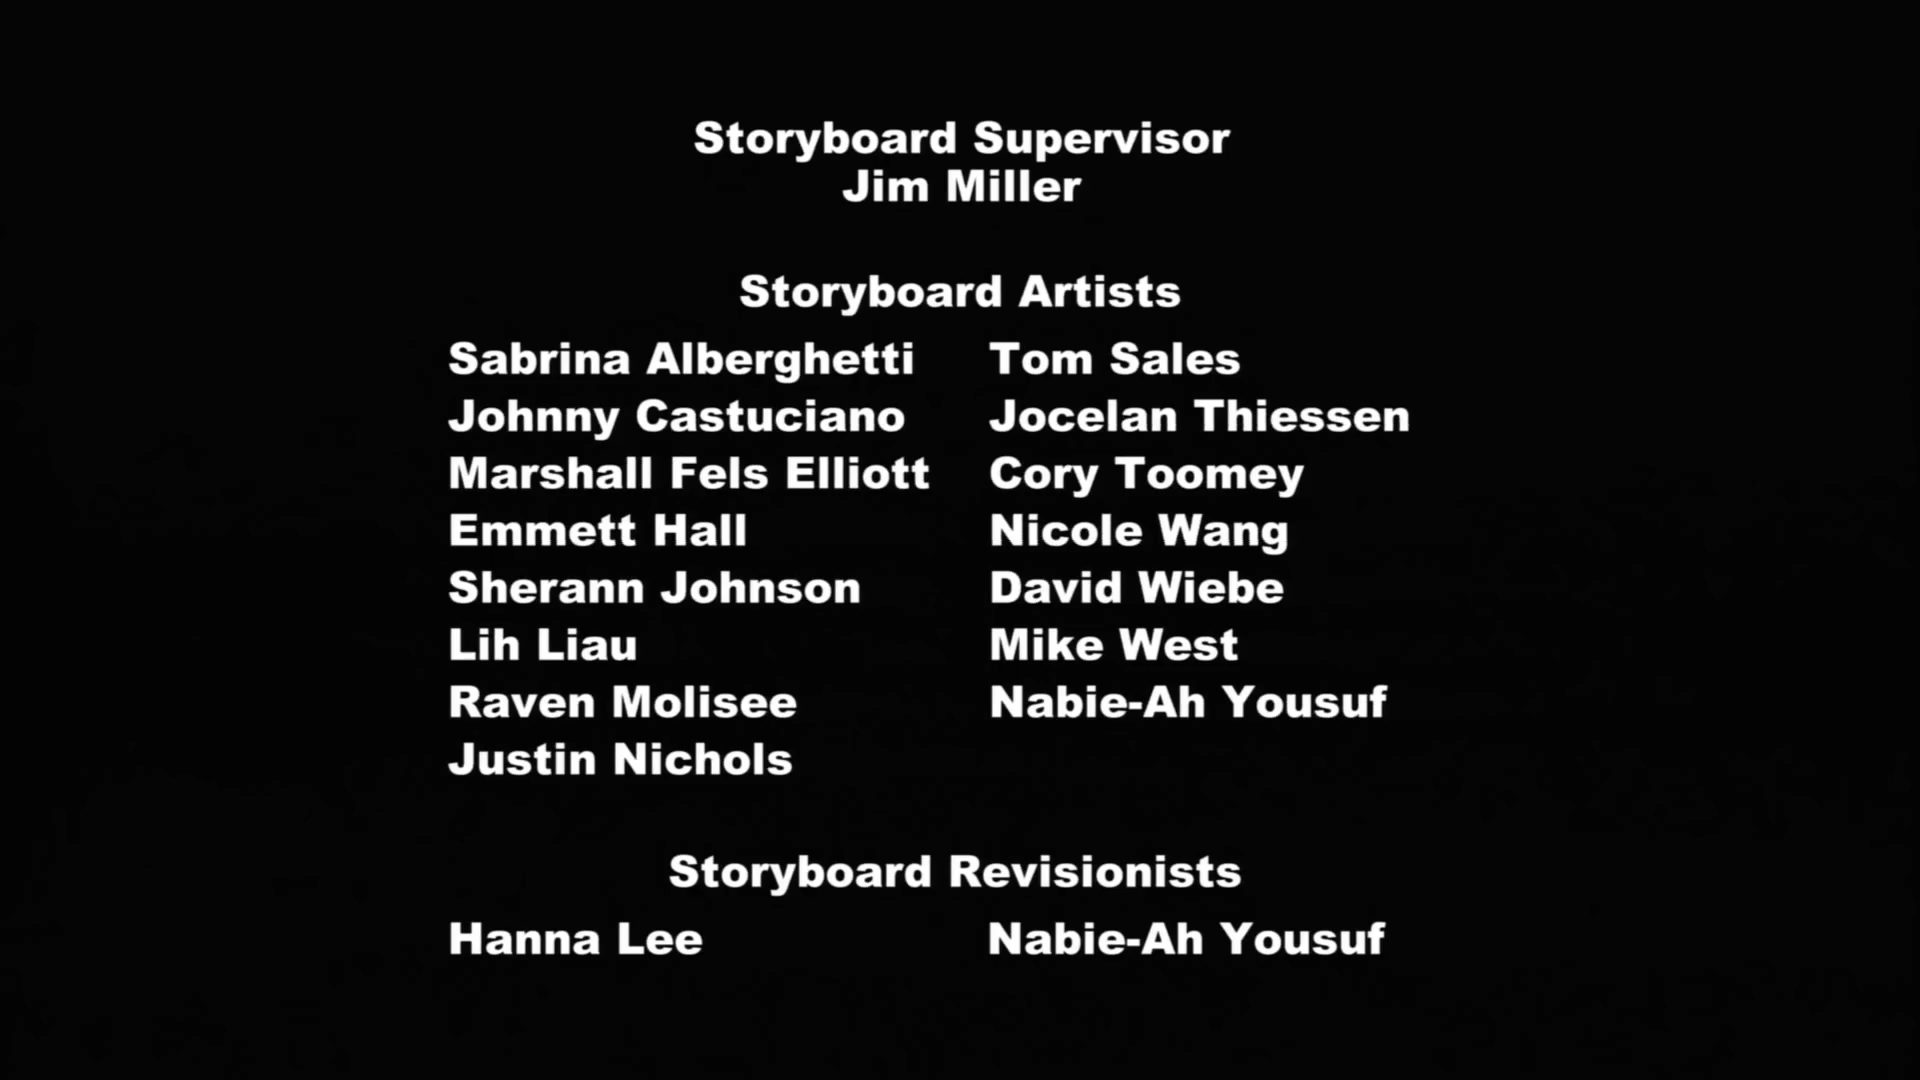 Storyboard Supervisor
Jim Miller
Storyboard Artists
Sabrina Alberghetti
Johnny Castuciano
Marshall Fels Elliott
Emmett Hall
Sherann Johnson
Lih Liau
Raven Molisee
Justin Nichols
Tom Sales
Jocelan Thiessen
Cory Toomey
Nicole Wang
David Wiebe
Mike West
Nabie-Ah Yousuf
Storyboard Revisionists
Hanna Lee
Nabie-Ah Yousuf